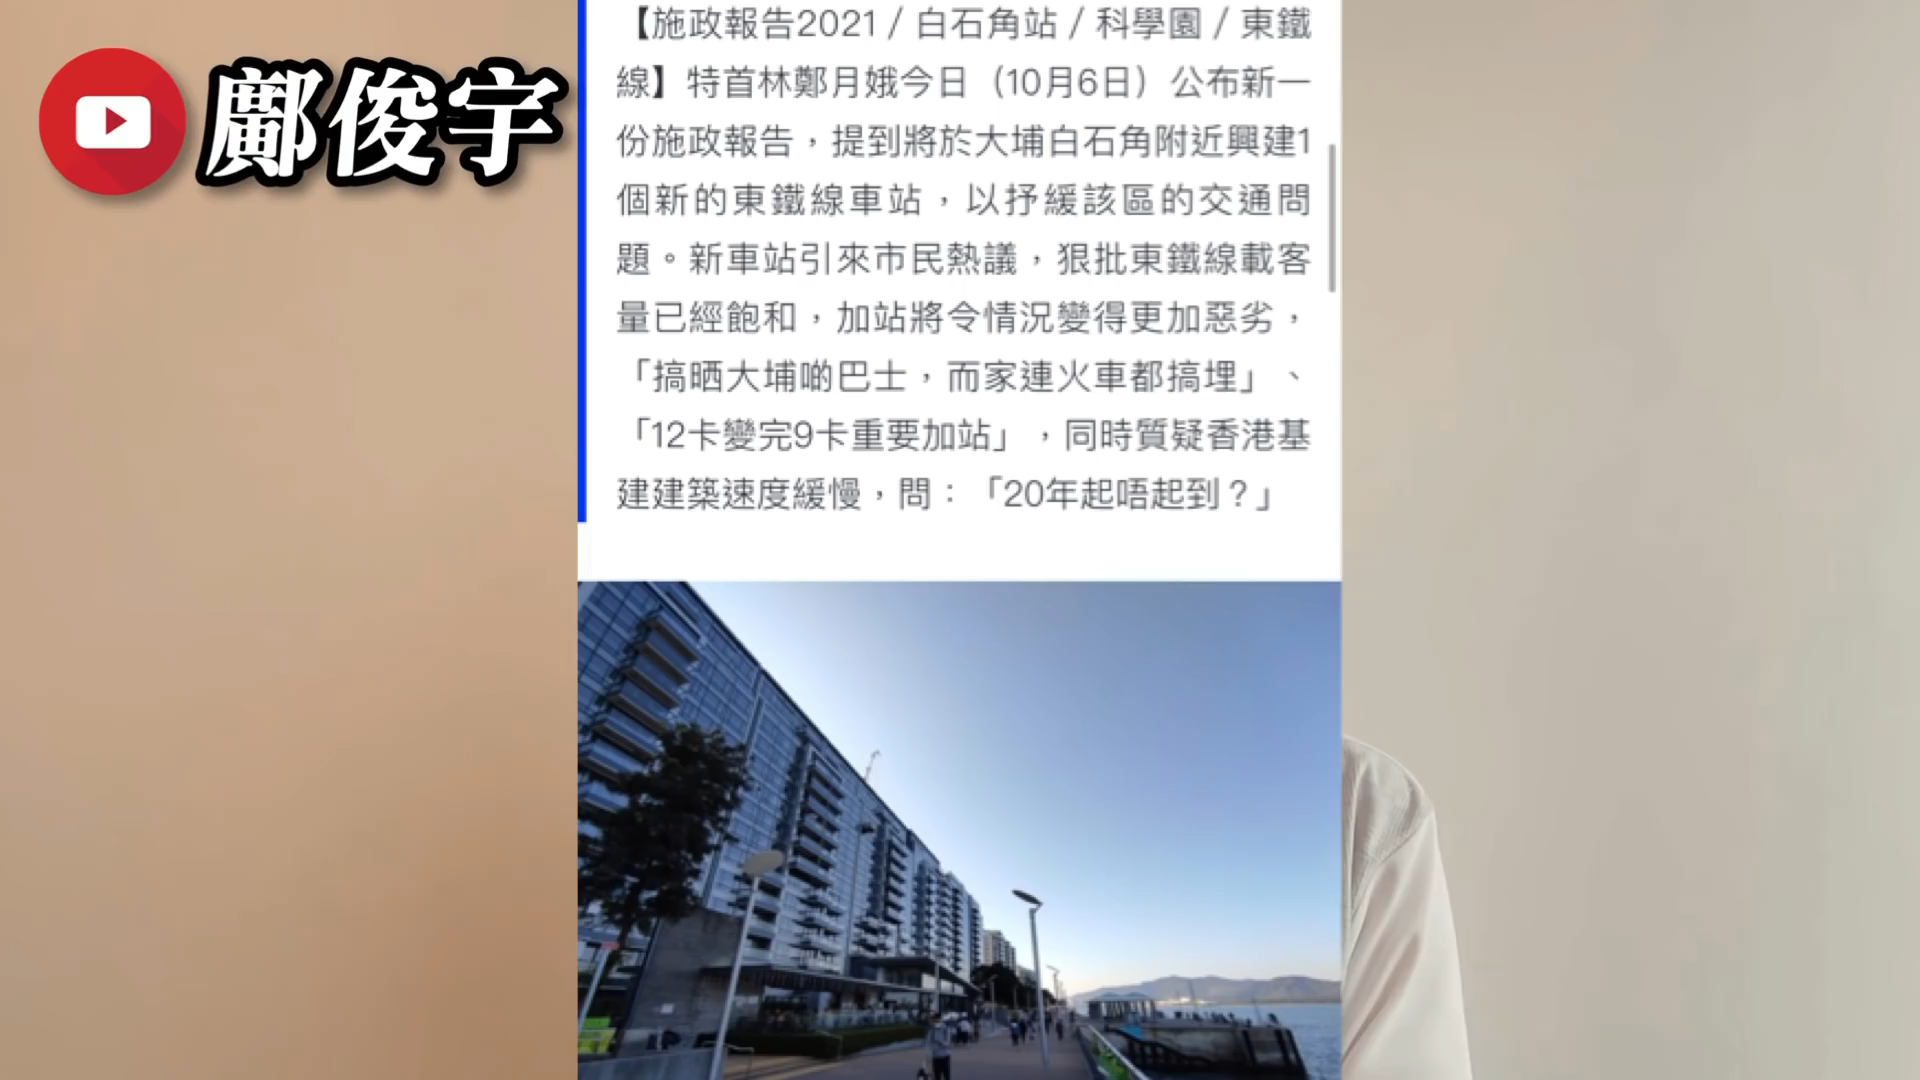 鄺俊宇
【施政報告2021 / 白石角站 / 科學園 / 東鐵
線】特首林鄭月娥今日（10月6日）公布新一
份施政報告，提到將於大埔白石角附近興建1
個新的東鐵線車站，以抒緩該區的交通問
題。新車站引來市民熱議，狠批東鐵線載客
量已經飽和，加站將令情況變得更加惡劣，
「搞晒大埔啲巴士，而家連火車都搞埋」、
「12卡變完9卡重要加站」，同時質疑香港基
建建築速度緩慢，問：「20年起唔起到？」